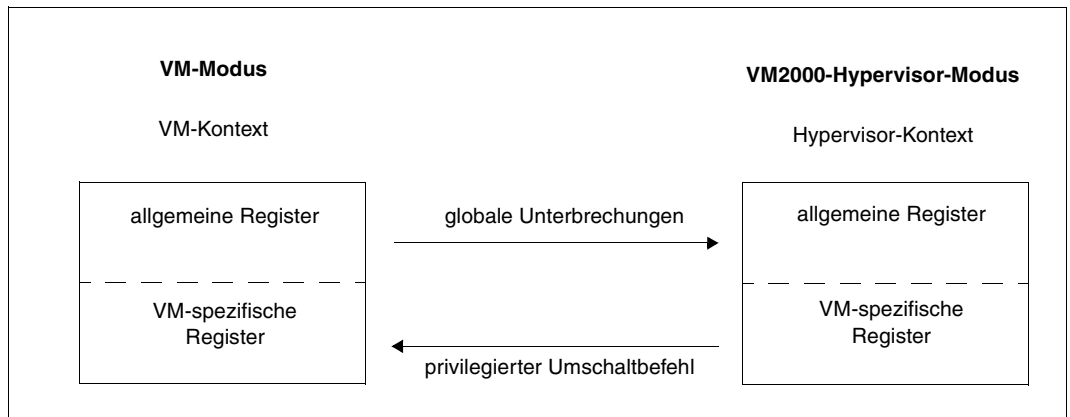 VM-Modus
VM2000-Hypervisor-Modus
VM-Kontext
Hypervisor-Kontext
allgemeine Register
globale Unterbrechungen
allgemeine Register
VM-spezifische
Register
VM-spezifische
Register
privilegierter Umschaltbefehl